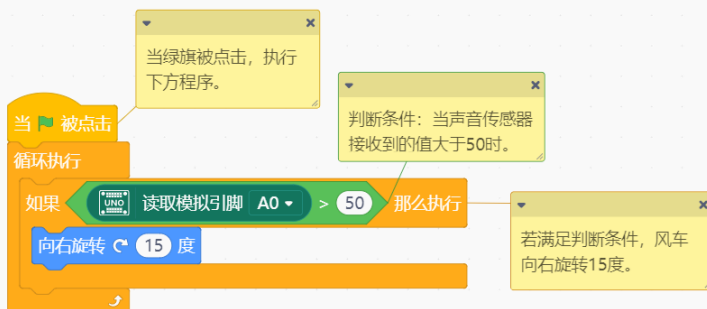 当绿旗被点击，执行
下方程序。
判断条件：当声音传感器
接收到的值大于50时。
当 被点击
循环执行
如果 UNO 读取模拟引脚 A0 > 50 那么执行
向右旋转 15 度
若满足判断条件，风车
向右旋转15度。